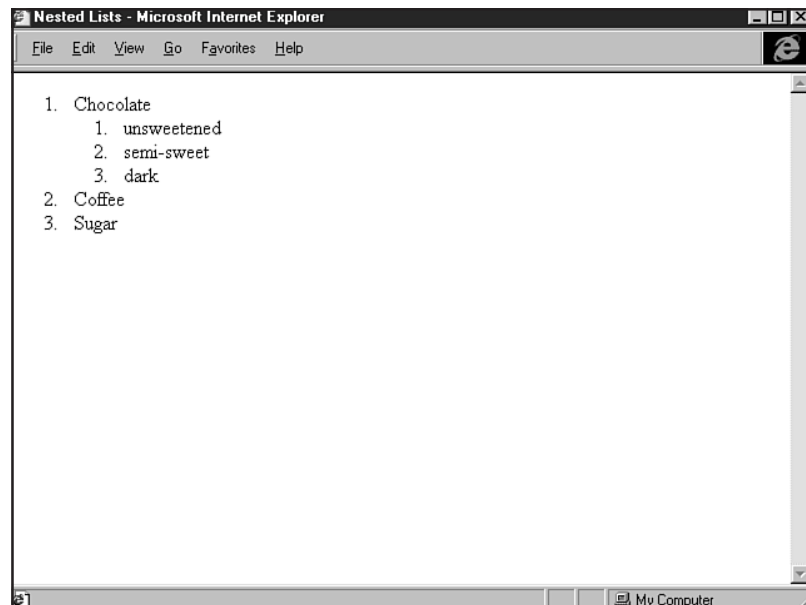 Nested Lists - Microsoft Internet Explorer
File Edit View Go Favorites Help
1. Chocolate
1. unsweetened
2. semi-sweet
3. dark
2. Coffee
3. Sugar
My Computer